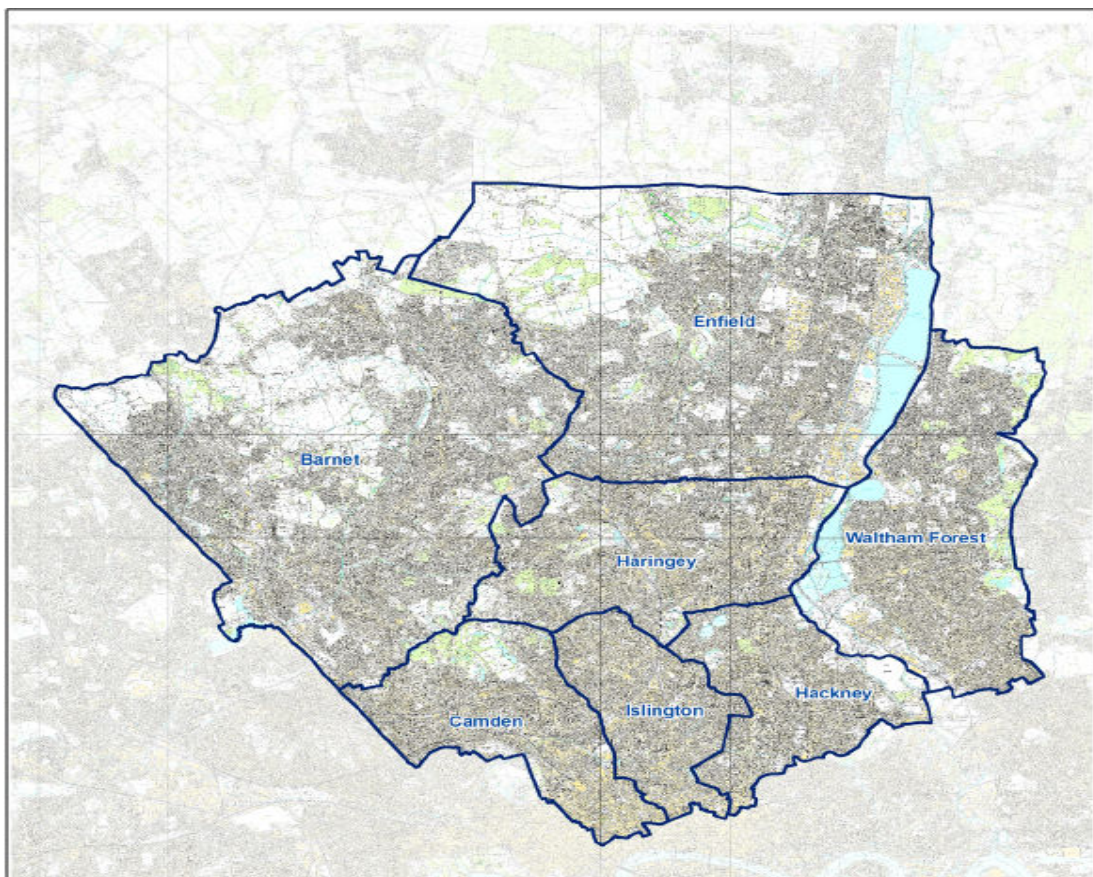 Enfield
Barnet
Waltham Forest
Haringey
Hackney
Islington
Camden